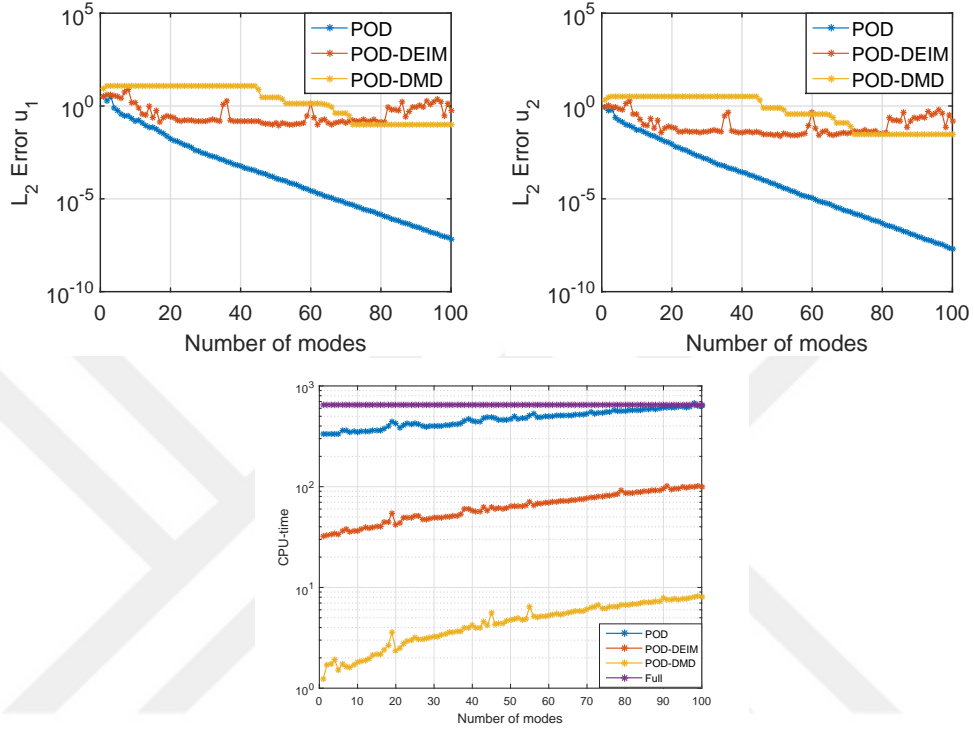 10^5
10^0
10^-5
10^-10
L_2 Error u_1
0 20 40 60 80 100
Number of modes
POD
POD-DEIM
POD-DMD
10^5
10^0
10^-5
10^-10
L_2 Error u_2
0 20 40 60 80 100
Number of modes
POD
POD-DEIM
POD-DMD
10^3
10^2
10^1
10^0
CPU-time
0 10 20 30 40 50 60 70 80 90 100
Number of modes
POD
POD-DEIM
POD-DMD
Full